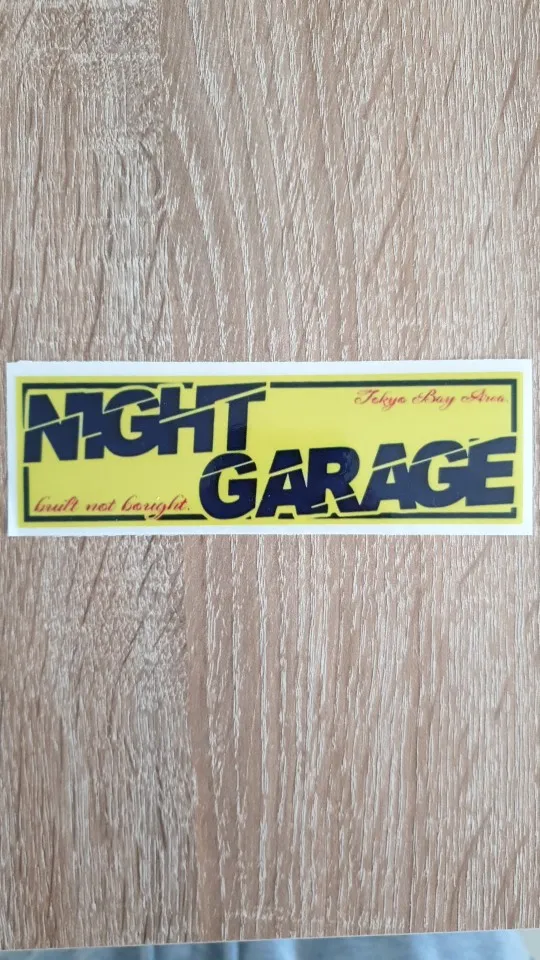 NIGHT
Tokyo Bay Area.
GARAGE
built not bought.